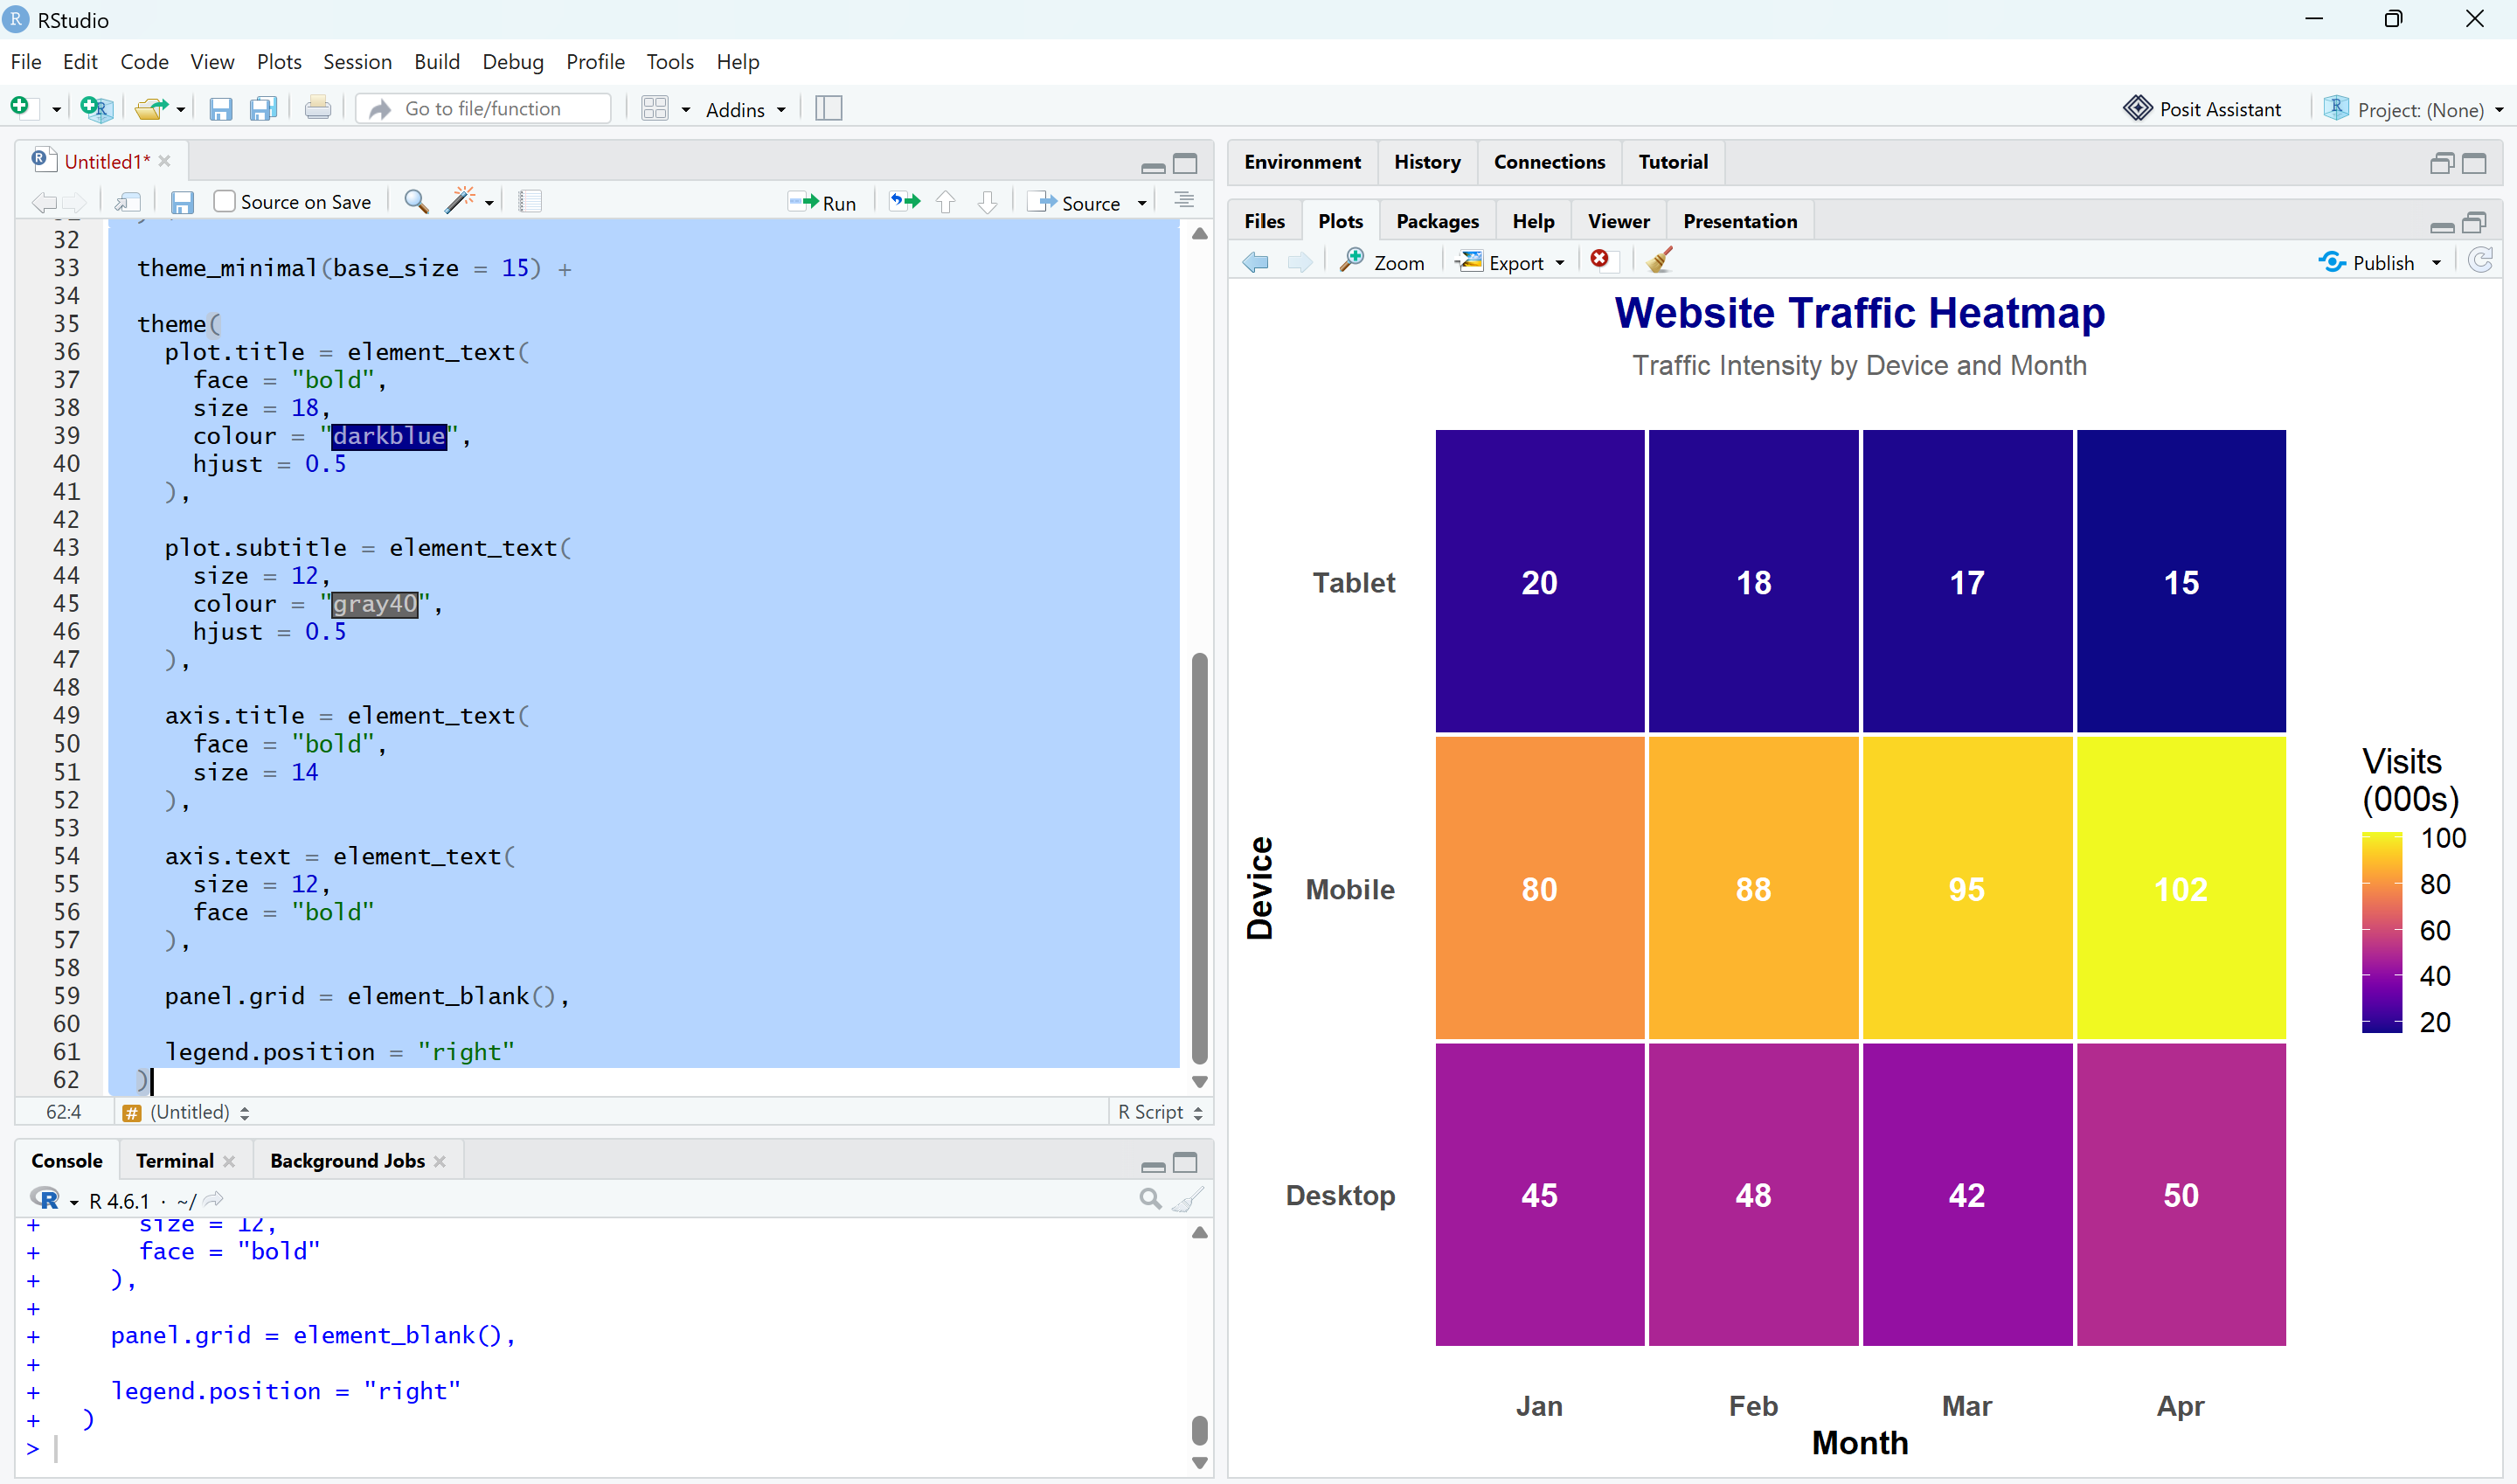 RStudio
File Edit Code View Plots Session Build Debug Profile Tools Help
Go to file/function Addins Posit Assistant Project: (None)
Untitled1*
Source on Save Run Source
32
33 theme_minimal(base_size = 15) +
34
35 theme(
36 plot.title = element_text(
37 face = "bold",
38 size = 18,
39 colour = "darkblue",
40 hjust = 0.5
41 ),
42
43 plot.subtitle = element_text(
44 size = 12,
45 colour = "gray40",
46 hjust = 0.5
47 ),
48
49 axis.title = element_text(
50 face = "bold",
51 size = 14
52 ),
53
54 axis.text = element_text(
55 size = 12,
56 face = "bold"
57 ),
58
59 panel.grid = element_blank(),
60
61 legend.position = "right"
62 )
62:4 # (Untitled) R Script
Console Terminal Background Jobs
R R 4.6.1 · ~/
+ size = 12,
+ face = "bold"
+ ),
+
+ panel.grid = element_blank(),
+
+ legend.position = "right"
+ )
>
Environment History Connections Tutorial
Files Plots Packages Help Viewer Presentation
Zoom Export Publish
Website Traffic Heatmap
Traffic Intensity by Device and Month
Device
Tablet 20 18 17 15
Mobile 80 88 95 102
Desktop 45 48 42 50
Jan Feb Mar Apr
Month
Visits
(000s)
100
80
60
40
20